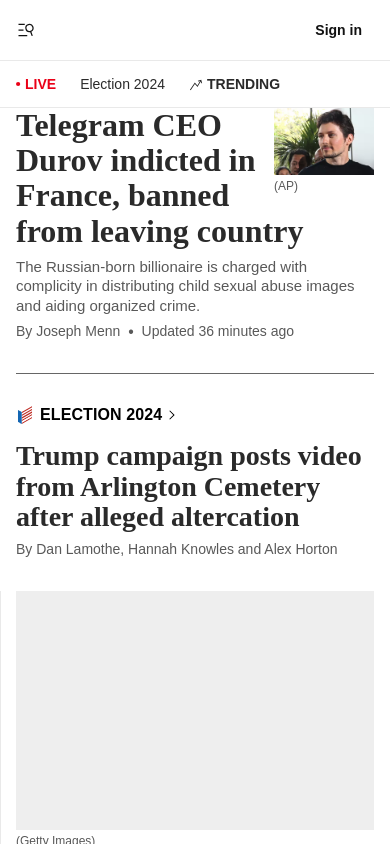 Sign in
LIVE
Election 2024
TRENDING
Telegram CEO
Durov indicted in
France, banned
from leaving country
(AP)
The Russian-born billionaire is charged with
complicity in distributing child sexual abuse images
and aiding organized crime.
By Joseph Menn • Updated 36 minutes ago
ELECTION 2024
Trump campaign posts video
from Arlington Cemetery
after alleged altercation
By Dan Lamothe, Hannah Knowles and Alex Horton
(Getty Images)